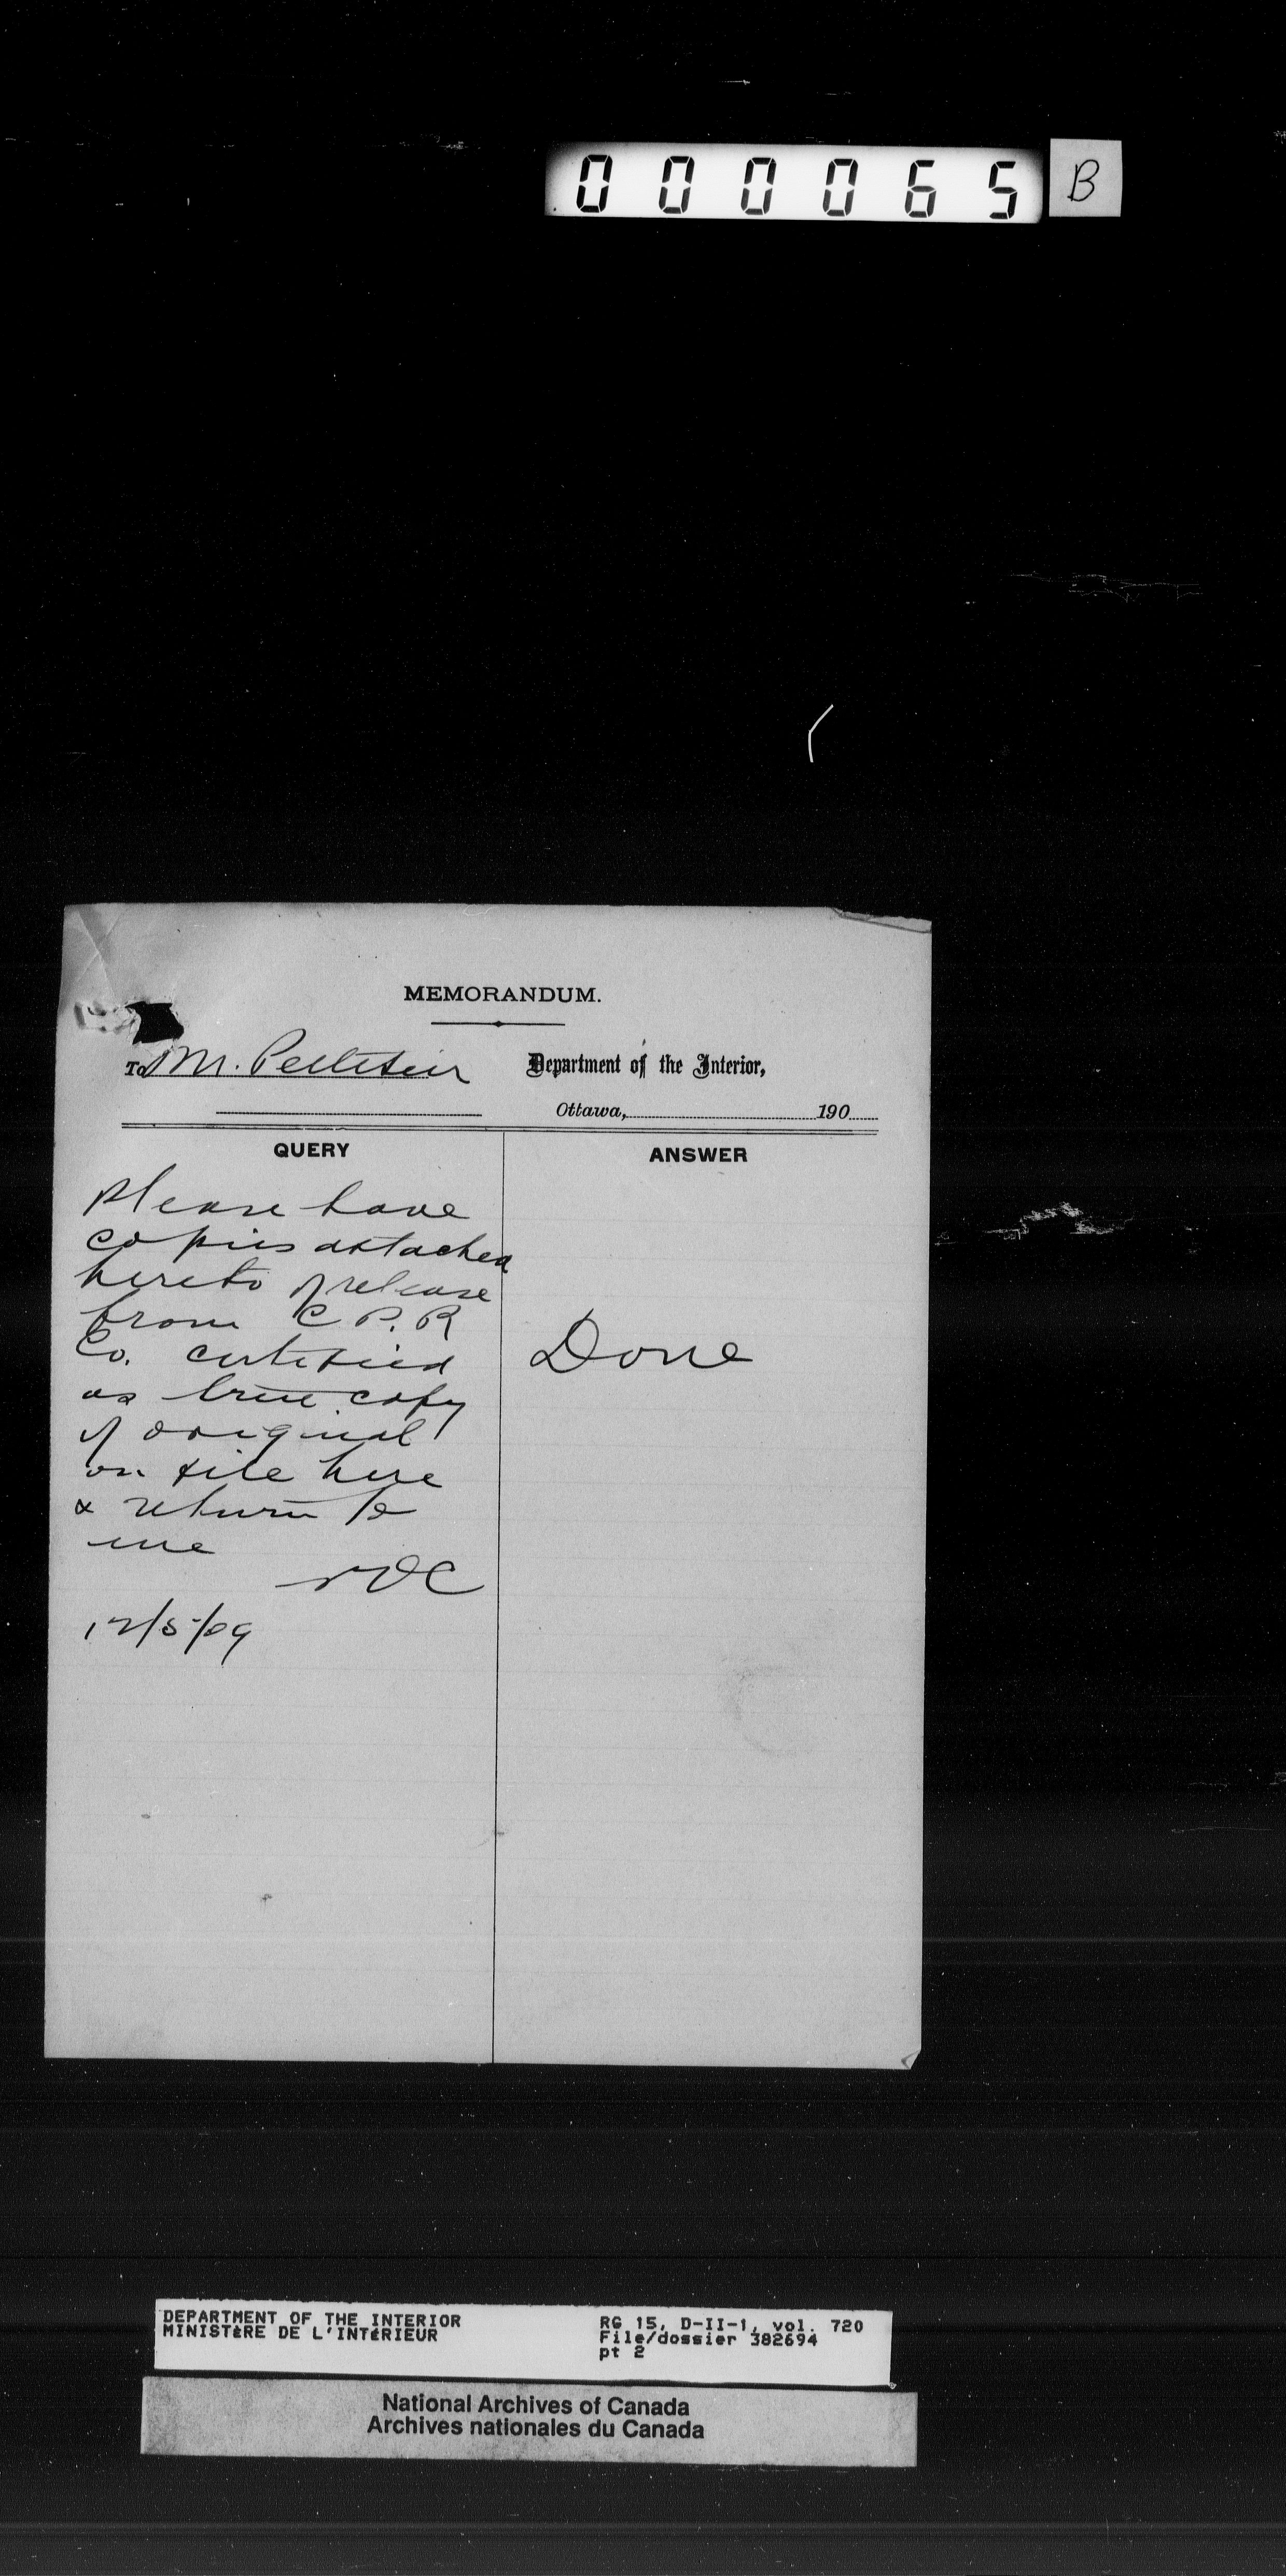 000065 B
MEMORANDUM.
To Mr. Pelletier
Department of the Interior,
Ottawa, 190
QUERY
Please have
copies attached
hereto of release
from C P. R
Co. certified
as true copy
of original
on file here
& return to
me
12/5/09
ANSWER
Done
DEPARTMENT OF THE INTERIOR
MINISTÈRE DE L'INTÉRIEUR
RG 15, D-II-1, vol. 720
File/dossier 382694
pt 2
National Archives of Canada
Archives nationales du Canada